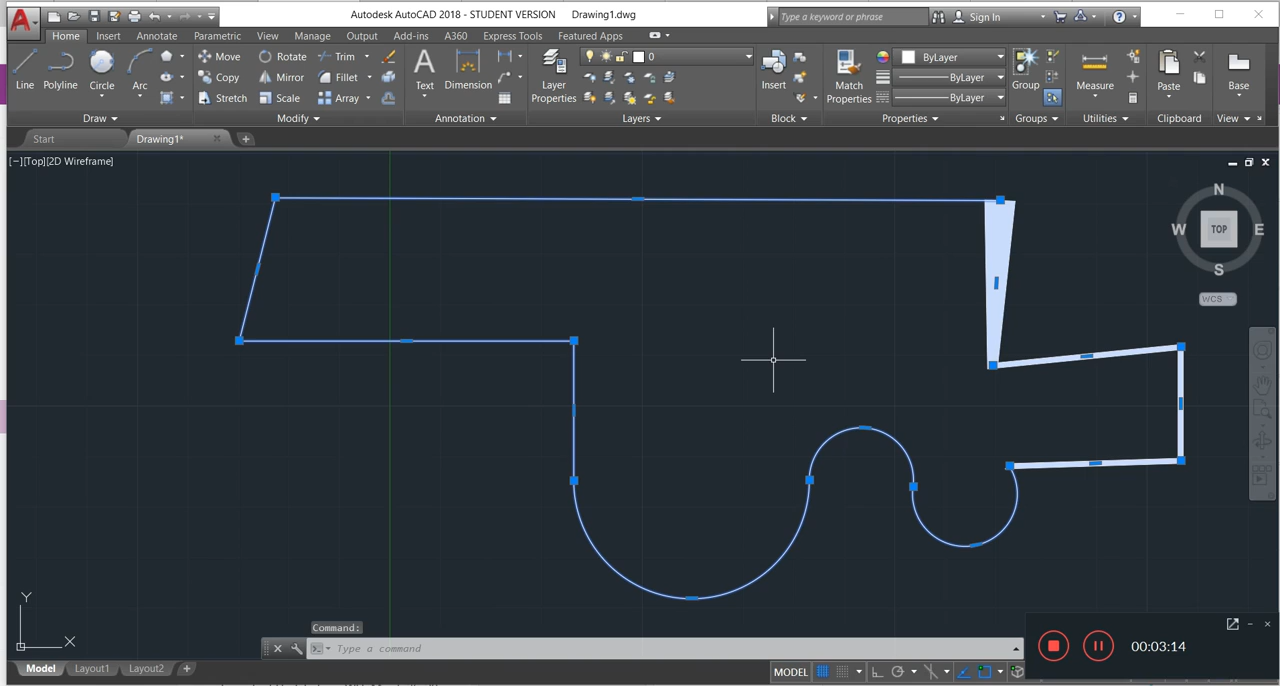 Autodesk AutoCAD 2018 - STUDENT VERSION Drawing1.dwg
Type a keyword or phrase
Sign In
Home Insert Annotate Parametric View Manage Output Add-ins A360 Express Tools Featured Apps
Line Polyline Circle Arc
Move Rotate Trim
Copy Mirror Fillet
Stretch Scale Array
Text Dimension
Layer Properties
0
Insert
Match Properties
ByLayer
ByLayer
ByLayer
Group
Measure
Paste
Base
Draw Modify Annotation Layers Block Properties Groups Utilities Clipboard View
Start Drawing1*
[−][Top][2D Wireframe]
N
W TOP E
S
WCS
Y
X
Command:
Type a command
00:03:14
Model Layout1 Layout2
MODEL